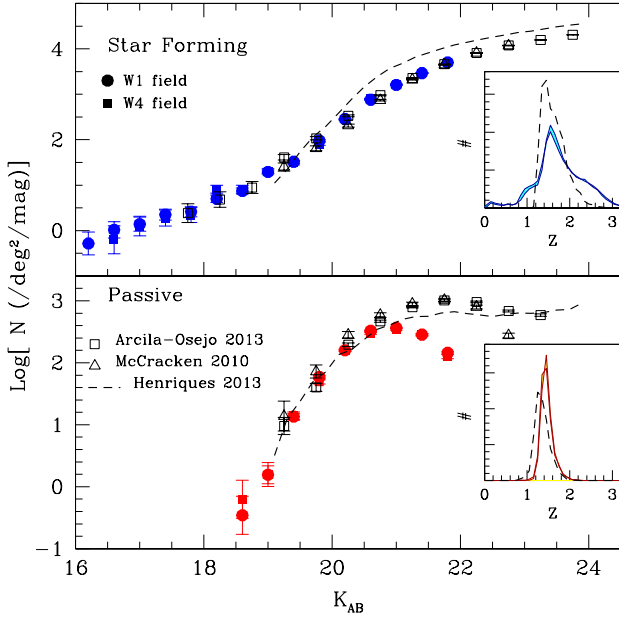 Star Forming
W1 field
W4 field
4
2
0
#
0 1 2 3
Z
Log[ N (/deg²/mag)]
Passive
Arcila-Osejo 2013
McCracken 2010
Henriques 2013
3
2
1
0
-1
#
0 1 2 3
Z
16 18 20 22 24
K_AB